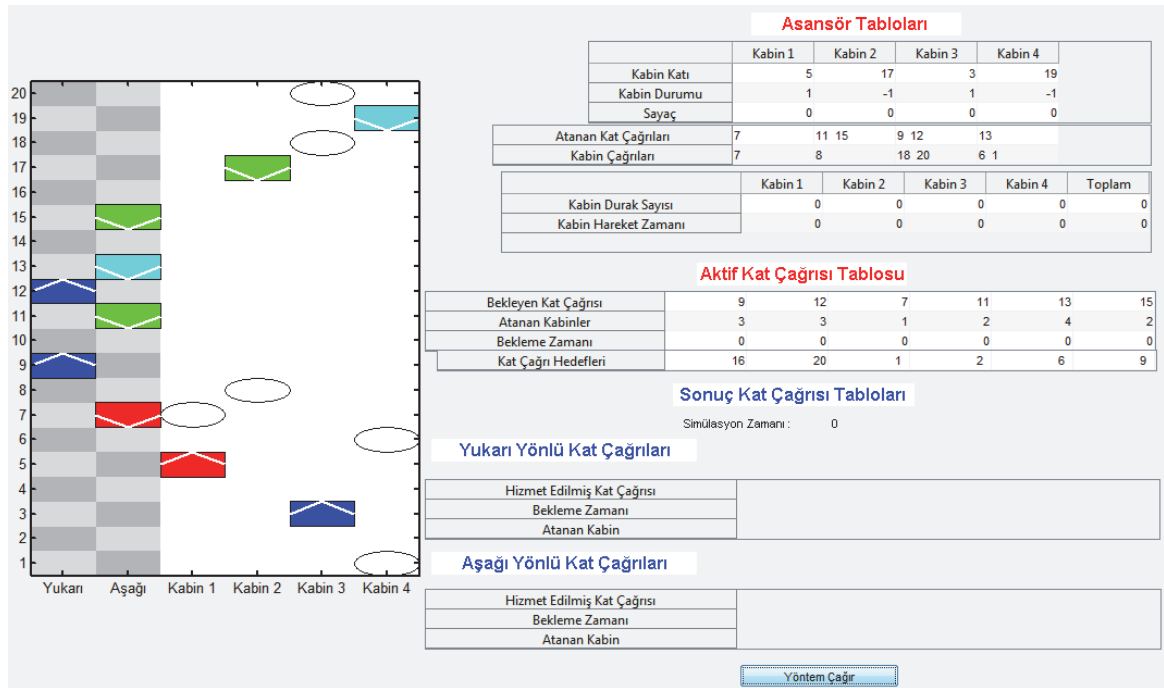 Asansör Tabloları
Kabin 1 Kabin 2 Kabin 3 Kabin 4
Kabin Katı 5 17 3 19
Kabin Durumu 1 -1 1 -1
Sayaç 0 0 0 0
Atanan Kat Çağrıları 7 11 15 9 12 13
Kabin Çağrıları 7 8 18 20 6 1
Kabin 1 Kabin 2 Kabin 3 Kabin 4 Toplam
Kabin Durak Sayısı 0 0 0 0 0
Kabin Hareket Zamanı 0 0 0 0 0
Aktif Kat Çağrısı Tablosu
Bekleyen Kat Çağrısı 9 12 7 11 13 15
Atanan Kabinler 3 3 1 2 4 2
Bekleme Zamanı 0 0 0 0 0 0
Kat Çağrı Hedefleri 16 20 1 2 6 9
Sonuç Kat Çağrısı Tabloları
Simülasyon Zamanı : 0
Yukarı Yönlü Kat Çağrıları
Hizmet Edilmiş Kat Çağrısı
Bekleme Zamanı
Atanan Kabin
Aşağı Yönlü Kat Çağrıları
Hizmet Edilmiş Kat Çağrısı
Bekleme Zamanı
Atanan Kabin
Yöntem Çağır
20
19
18
17
16
15
14
13
12
11
10
9
8
7
6
5
4
3
2
1
Yukarı Aşağı Kabin 1 Kabin 2 Kabin 3 Kabin 4